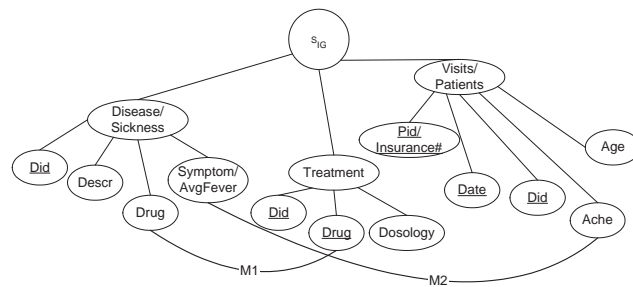 SIG
Visits/
Patients
Disease/
Sickness
Pid/
Insurance#
Age
Did
Descr
Symptom/
AvgFever
Treatment
Date
Did
Drug
Did
Drug
Dosology
Ache
M1
M2